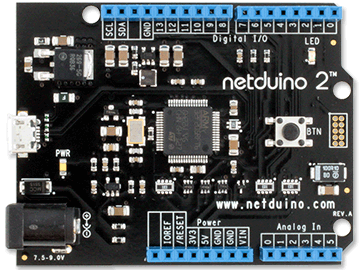 SCL
SDA
GND
13
12
11
10
9
8
7
6
5
4
3
2
1
0
Digital I/O
LED
netduino 2™
BTN
PWR
REV.A
www.netduino.com
7.5-9.0V
IOREF
/RESET
3V3
5V
GND
GND
VIN
Power
Analog In
0
1
2
3
4
5